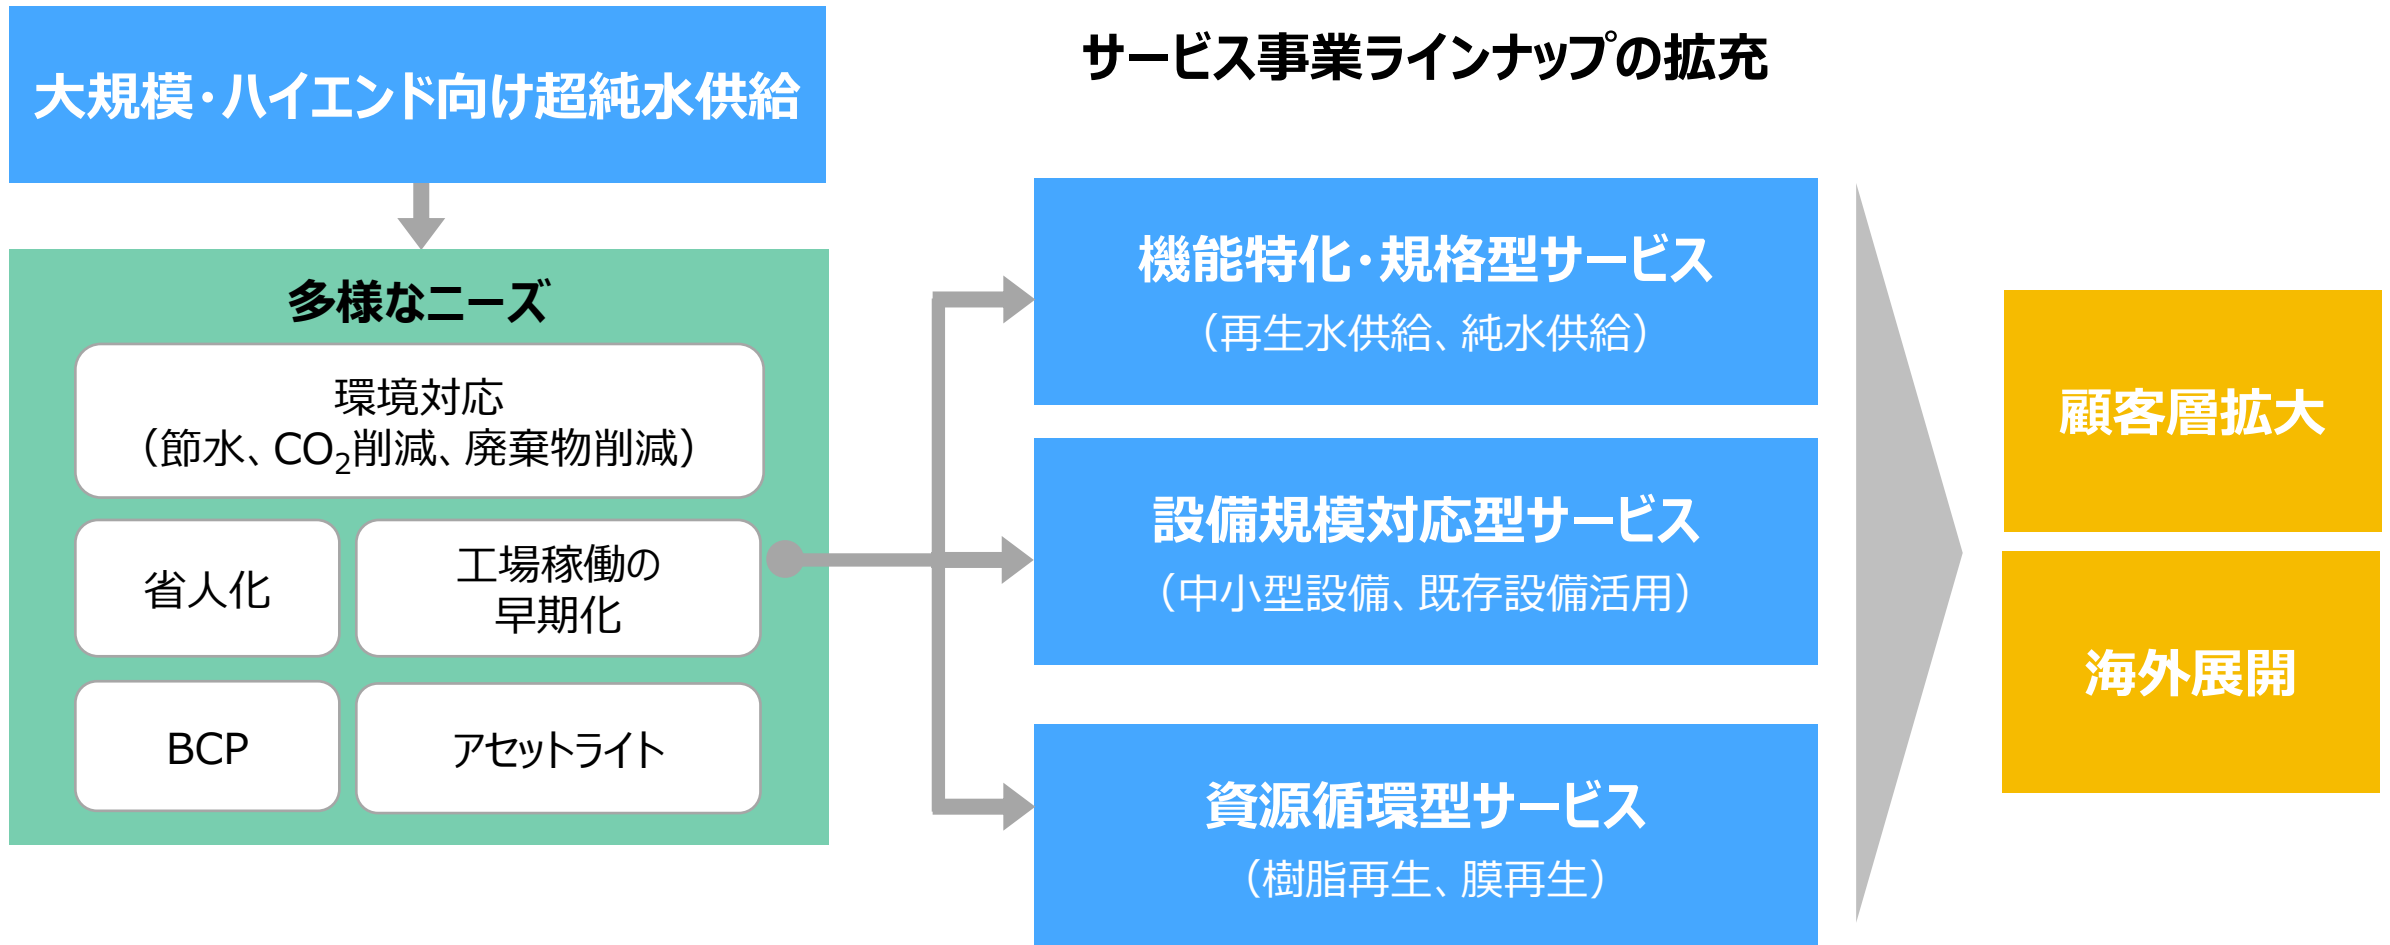 大規模・ハイエンド向け超純水供給
多様なニーズ
環境対応
（節水、CO₂削減、廃棄物削減）
省人化
工場稼働の
早期化
BCP
アセットライト
サービス事業ラインナップの拡充
機能特化・規格型サービス
（再生水供給、純水供給）
設備規模対応型サービス
（中小型設備、既存設備活用）
資源循環型サービス
（樹脂再生、膜再生）
顧客層拡大
海外展開